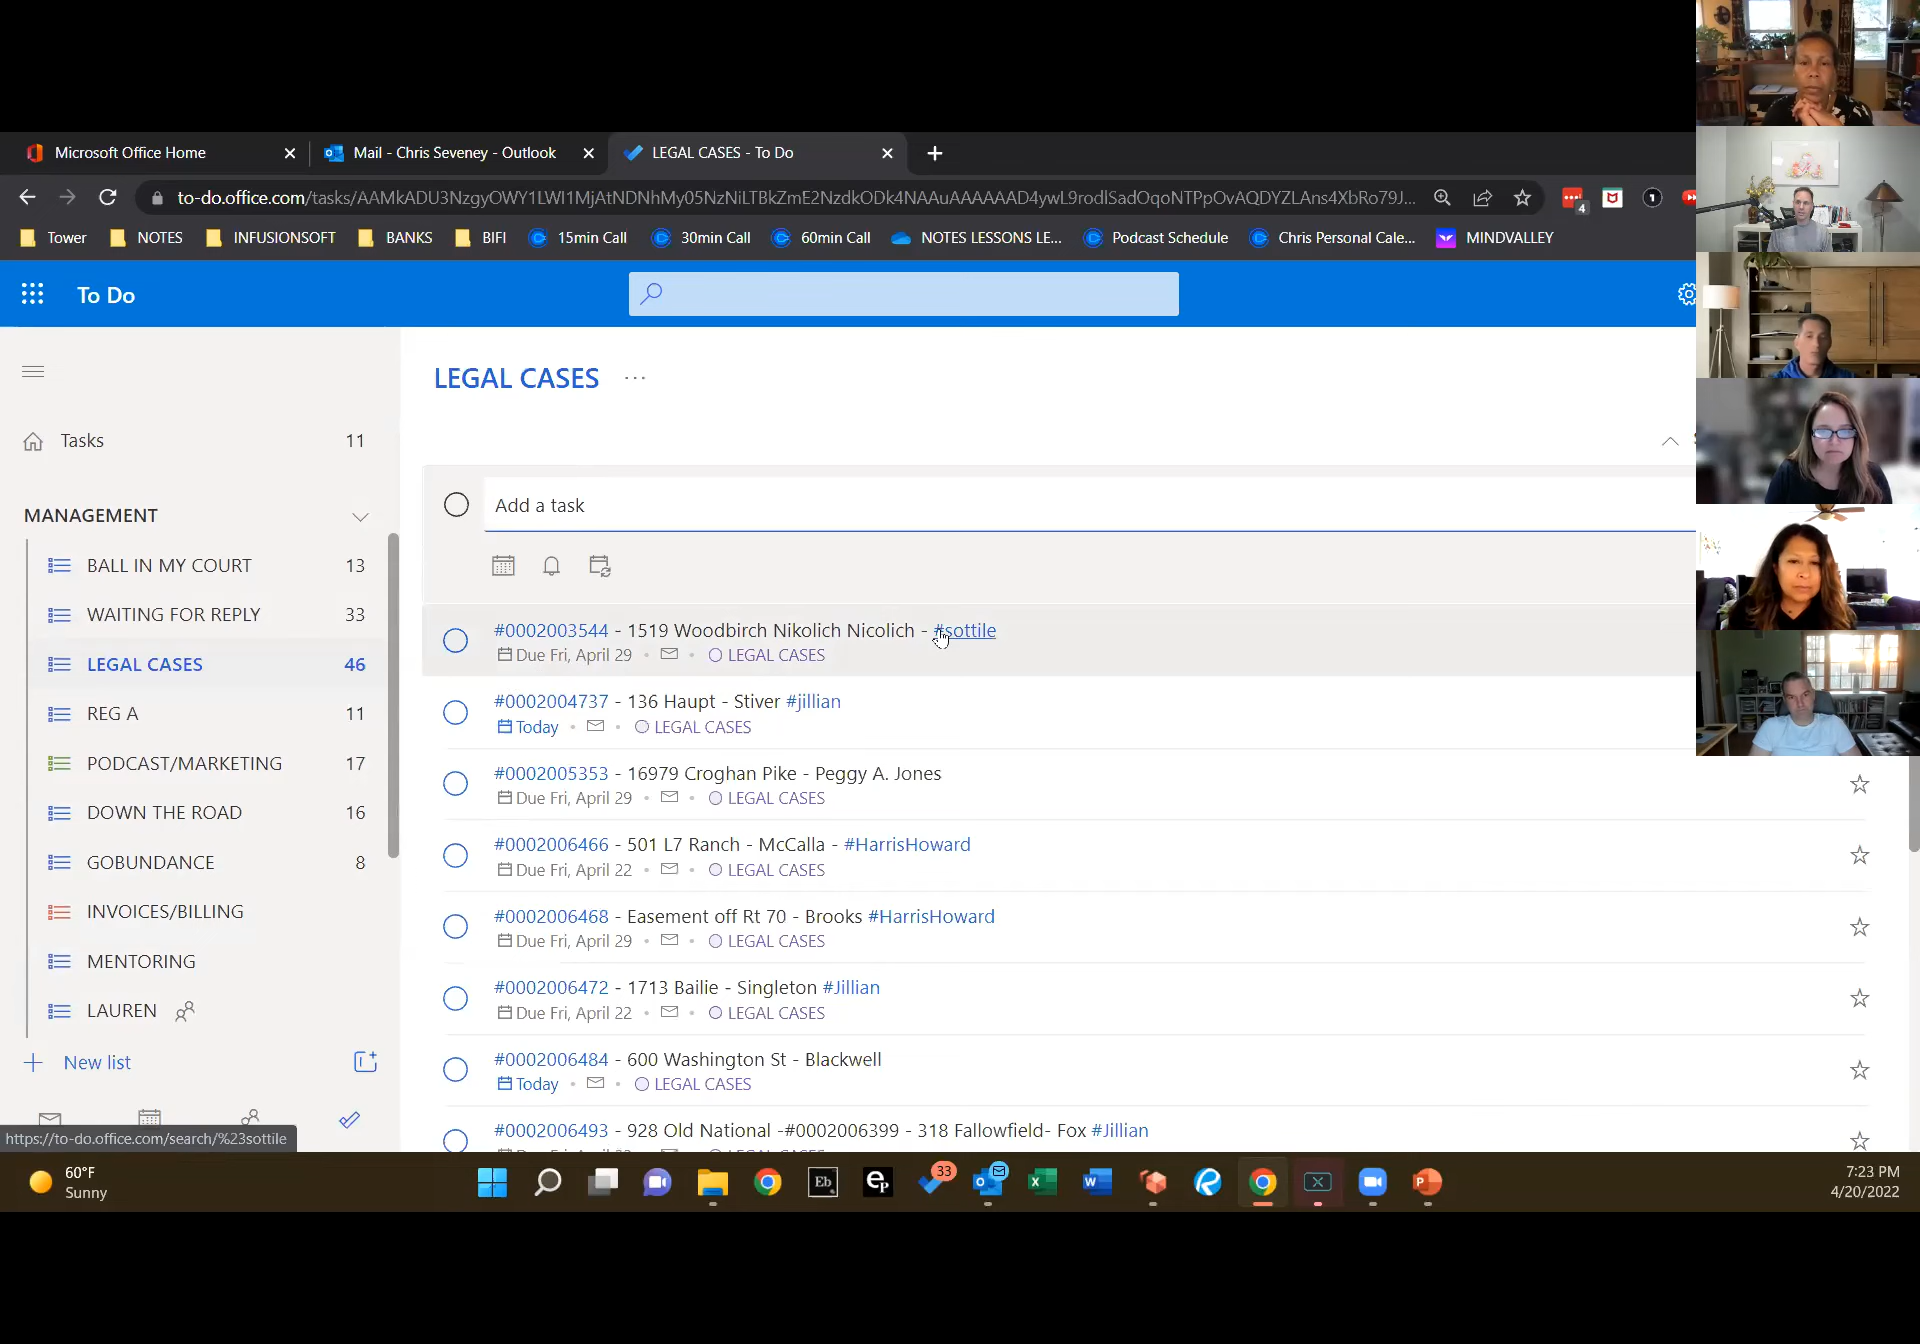 Microsoft Office Home
Mail - Chris Seveney - Outlook
LEGAL CASES - To Do
to-do.office.com/tasks/AAMkADU3NzgyOWY1LWI1MjAtNDNhMy05NzNiLTBkZmE2NzdkODk4NAAuAAAAAAD4ywL9rodlSadOqoNTPpOvAQDYZLAns4XbRo79J...
4
Tower
NOTES
INFUSIONSOFT
BANKS
BIFI
15min Call
30min Call
60min Call
NOTES LESSONS LE...
Podcast Schedule
Chris Personal Cale...
MINDVALLEY
To Do
LEGAL CASES ...
Tasks 11
MANAGEMENT
BALL IN MY COURT 13
WAITING FOR REPLY 33
LEGAL CASES 46
REG A 11
PODCAST/MARKETING 17
DOWN THE ROAD 16
GOBUNDANCE 8
INVOICES/BILLING
MENTORING
LAUREN
New list
https://to-do.office.com/search/%23sottile
Add a task
#0002003544 - 1519 Woodbirch Nikolich Nicolich - #sottile
Due Fri, April 29 • LEGAL CASES
#0002004737 - 136 Haupt - Stiver #jillian
Today • LEGAL CASES
#0002005353 - 16979 Croghan Pike - Peggy A. Jones
Due Fri, April 29 • LEGAL CASES
#0002006466 - 501 L7 Ranch - McCalla - #HarrisHoward
Due Fri, April 22 • LEGAL CASES
#0002006468 - Easement off Rt 70 - Brooks #HarrisHoward
Due Fri, April 29 • LEGAL CASES
#0002006472 - 1713 Bailie - Singleton #Jillian
Due Fri, April 22 • LEGAL CASES
#0002006484 - 600 Washington St - Blackwell
Today • LEGAL CASES
#0002006493 - 928 Old National -#0002006399 - 318 Fallowfield- Fox #Jillian
60°F
Sunny
Eb
eP
33
7:23 PM
4/20/2022